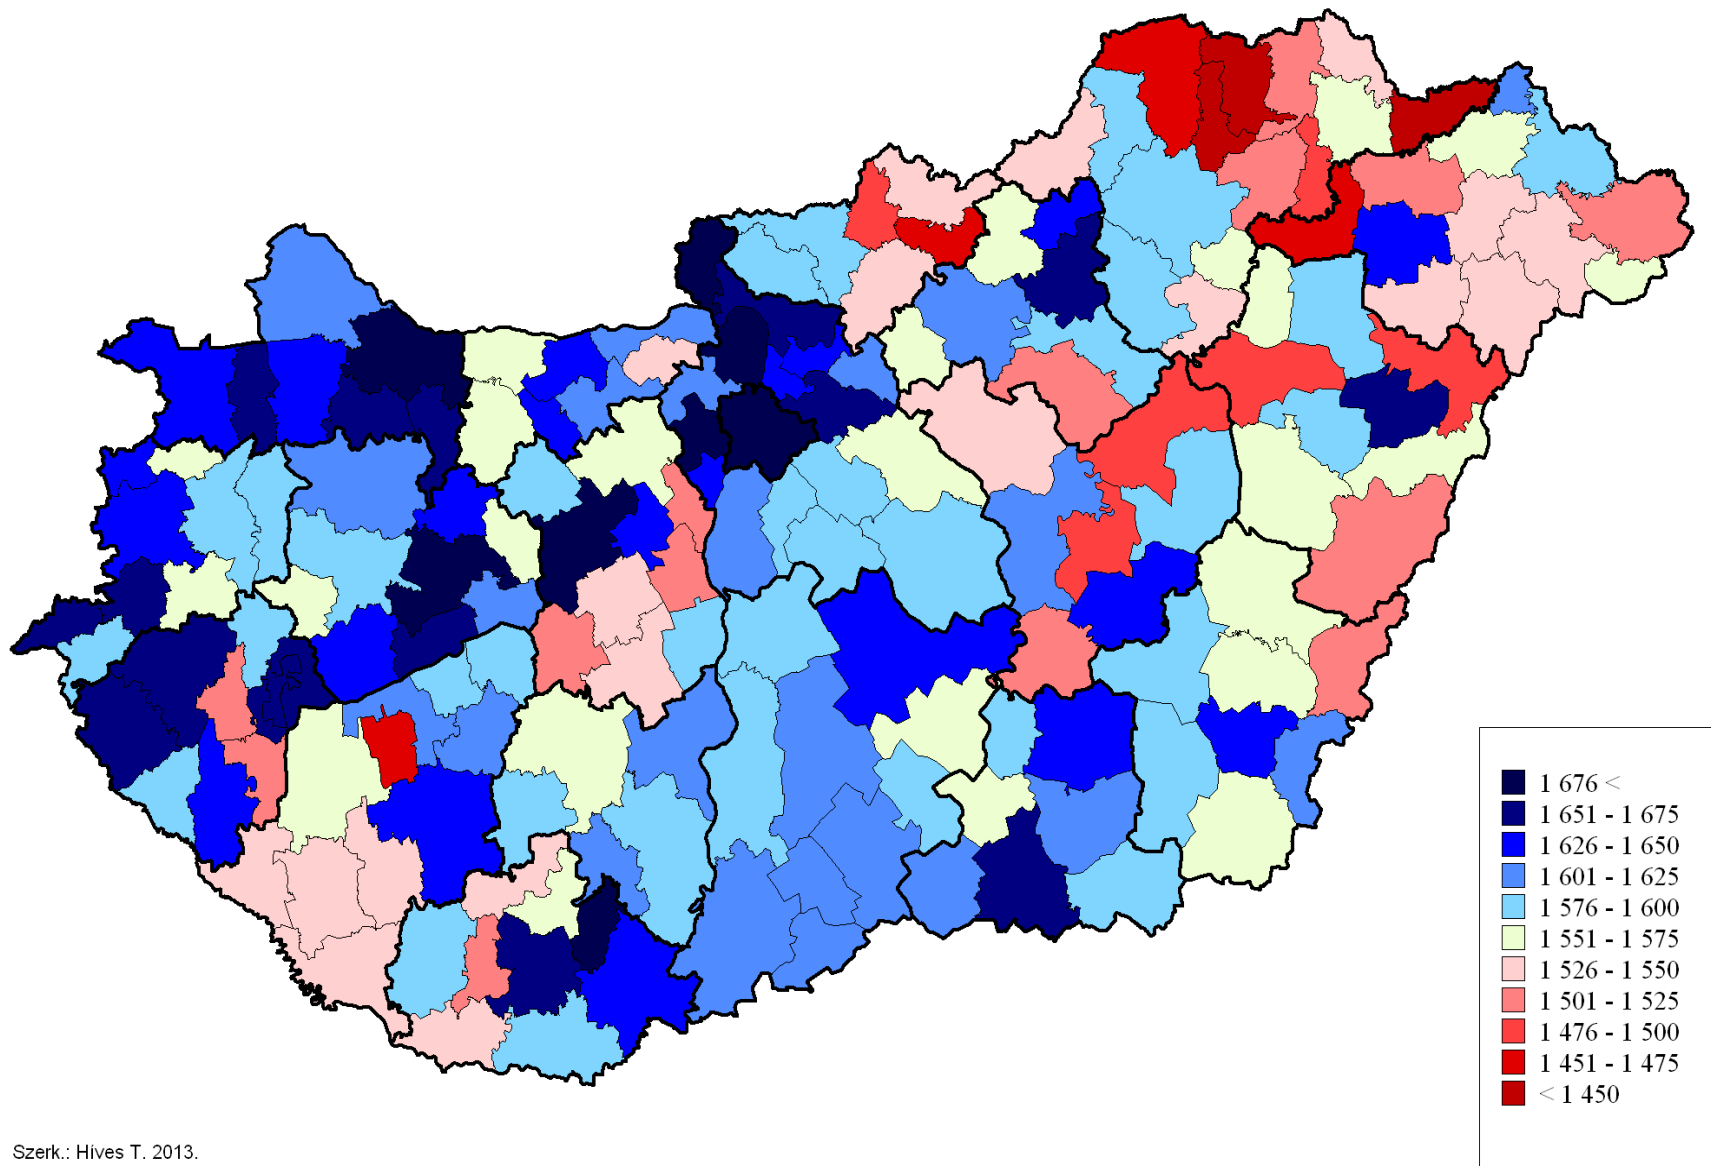 1 676 <
1 651 - 1 675
1 626 - 1 650
1 601 - 1 625
1 576 - 1 600
1 551 - 1 575
1 526 - 1 550
1 501 - 1 525
1 476 - 1 500
1 451 - 1 475
< 1 450
Szerk.: Híves T. 2013.